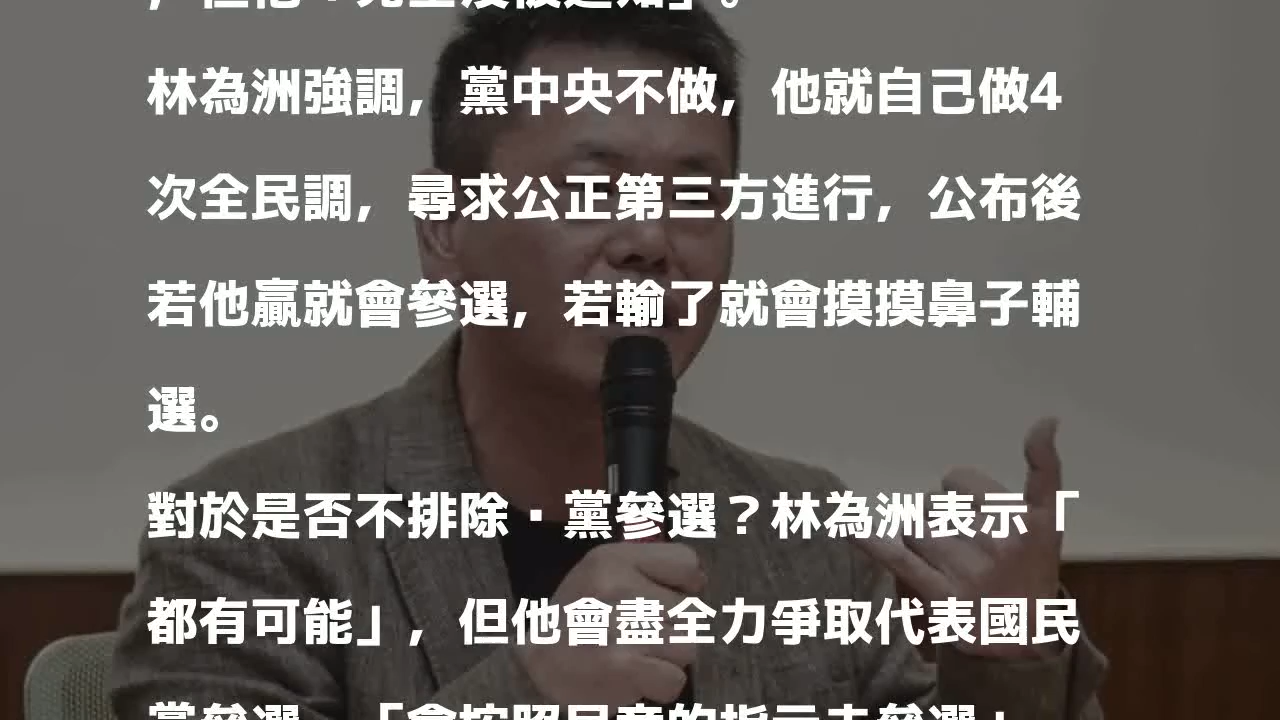 林為洲強調，黨中央不做，他就自己做4
次全民調，尋求公正第三方進行，公布後
若他贏就會參選，若輸了就會摸摸鼻子輔
選。
對於是否不排除▪黨參選？林為洲表示「
都有可能」，但他會盡全力爭取代表國民